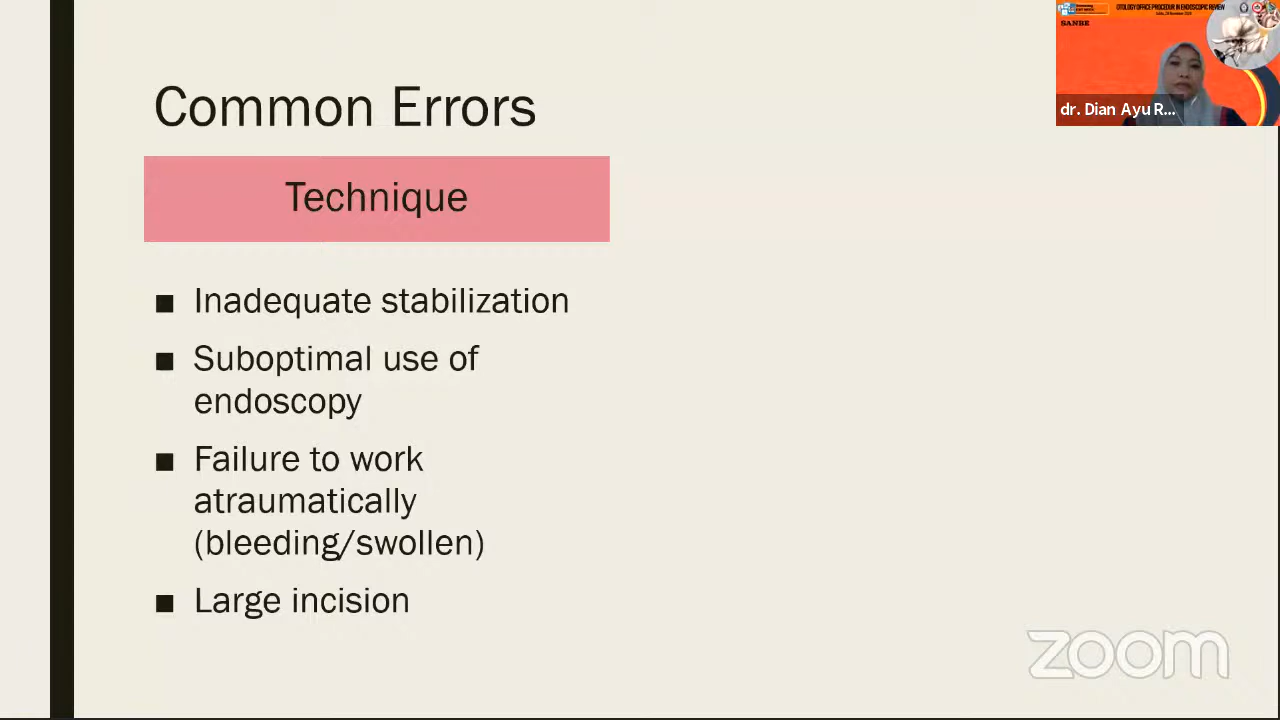 Common Errors
Technique
■ Inadequate stabilization
■ Suboptimal use of
endoscopy
■ Failure to work
atraumatically
(bleeding/swollen)
■ Large incision
OTOLOGY OFFICE PROCEDUR IN ENDOSCOPIC REVIEW
SANBE
dr. Dian Ayu R...
zoom